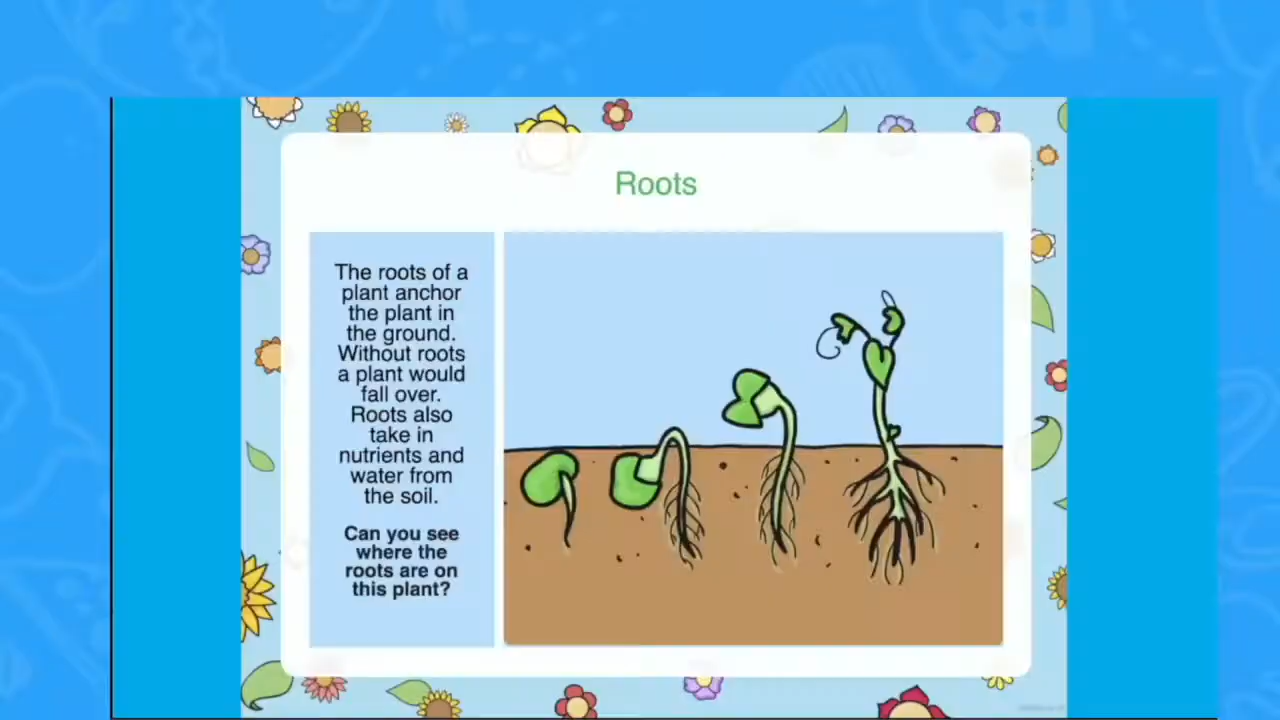 Roots
The roots of a
plant anchor
the plant in
the ground.
Without roots
a plant would
fall over.
Roots also
take in
nutrients and
water from
the soil.
Can you see
where the
roots are on
this plant?